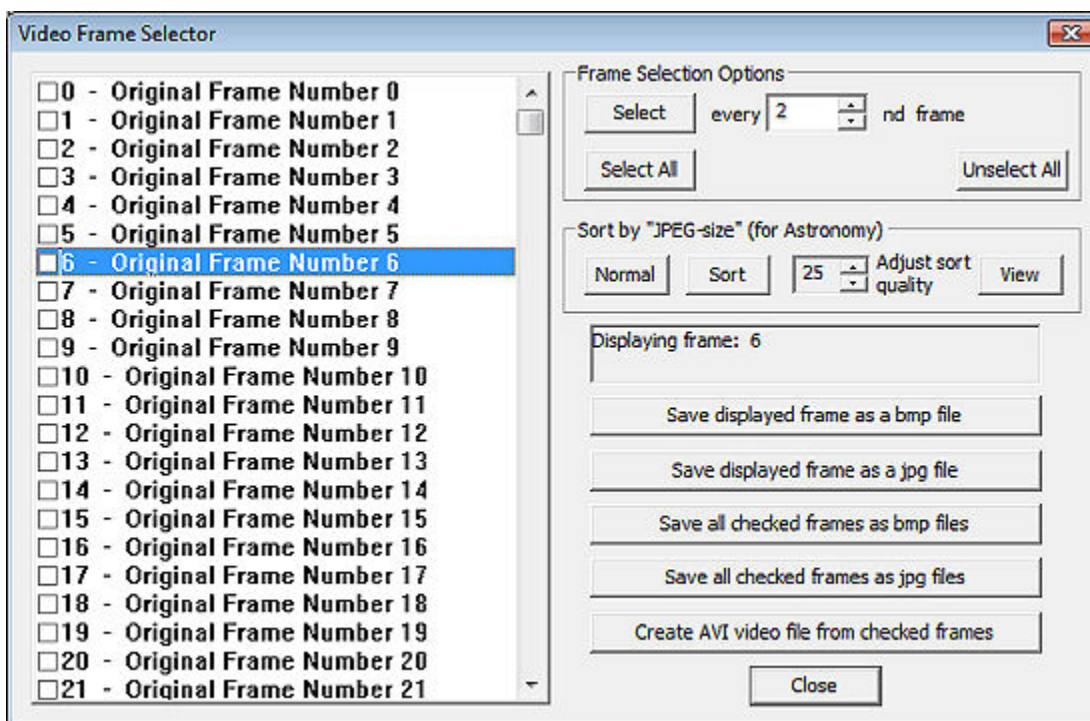 Video Frame Selector
0 - Original Frame Number 0
1 - Original Frame Number 1
2 - Original Frame Number 2
3 - Original Frame Number 3
4 - Original Frame Number 4
5 - Original Frame Number 5
6 - Original Frame Number 6
7 - Original Frame Number 7
8 - Original Frame Number 8
9 - Original Frame Number 9
10 - Original Frame Number 10
11 - Original Frame Number 11
12 - Original Frame Number 12
13 - Original Frame Number 13
14 - Original Frame Number 14
15 - Original Frame Number 15
16 - Original Frame Number 16
17 - Original Frame Number 17
18 - Original Frame Number 18
19 - Original Frame Number 19
20 - Original Frame Number 20
21 - Original Frame Number 21
Frame Selection Options
Select every 2 nd frame
Select All Unselect All
Sort by "JPEG-size" (for Astronomy)
Normal Sort 25 Adjust sort quality View
Displaying frame: 6
Save displayed frame as a bmp file
Save displayed frame as a jpg file
Save all checked frames as bmp files
Save all checked frames as jpg files
Create AVI video file from checked frames
Close